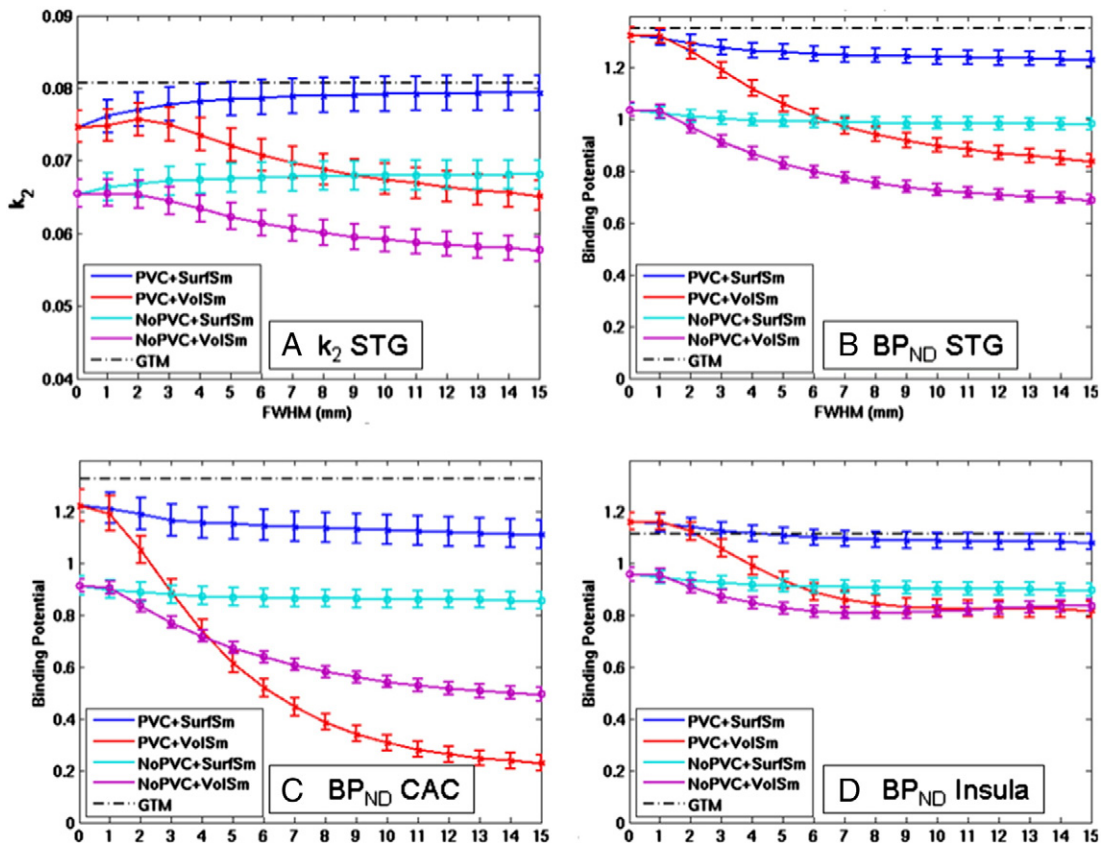 0.09
0.08
0.07
0.06
0.05
0.04
k2
PVC+SurfSm
PVC+VolSm
NoPVC+SurfSm
NoPVC+VolSm
GTM
A k2 STG
0 1 2 3 4 5 6 7 8 9 10 11 12 13 14 15
FWHM (mm)
1.2
1
0.8
0.6
0.4
0.2
0
Binding Potential
PVC+SurfSm
PVC+VolSm
NoPVC+SurfSm
NoPVC+VolSm
GTM
B BPND STG
0 1 2 3 4 5 6 7 8 9 10 11 12 13 14 15
FWHM (mm)
1.2
1
0.8
0.6
0.4
0.2
0
Binding Potential
PVC+SurfSm
PVC+VolSm
NoPVC+SurfSm
NoPVC+VolSm
GTM
C BPND CAC
0 1 2 3 4 5 6 7 8 9 10 11 12 13 14 15
1.2
1
0.8
0.6
0.4
0.2
0
Binding Potential
PVC+SurfSm
PVC+VolSm
NoPVC+SurfSm
NoPVC+VolSm
GTM
D BPND Insula
0 1 2 3 4 5 6 7 8 9 10 11 12 13 14 15